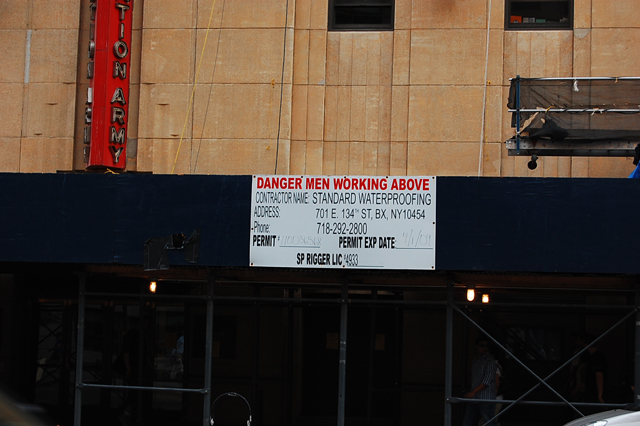 TION ARMY
DANGER MEN WORKING ABOVE
CONTRACTOR NAME: STANDARD WATERPROOFING
ADDRESS: 701 E. 134TH ST, BX, NY10454
Phone: 718-292-2800
PERMIT# PERMIT EXP DATE
SP RIGGER LIC.#4933